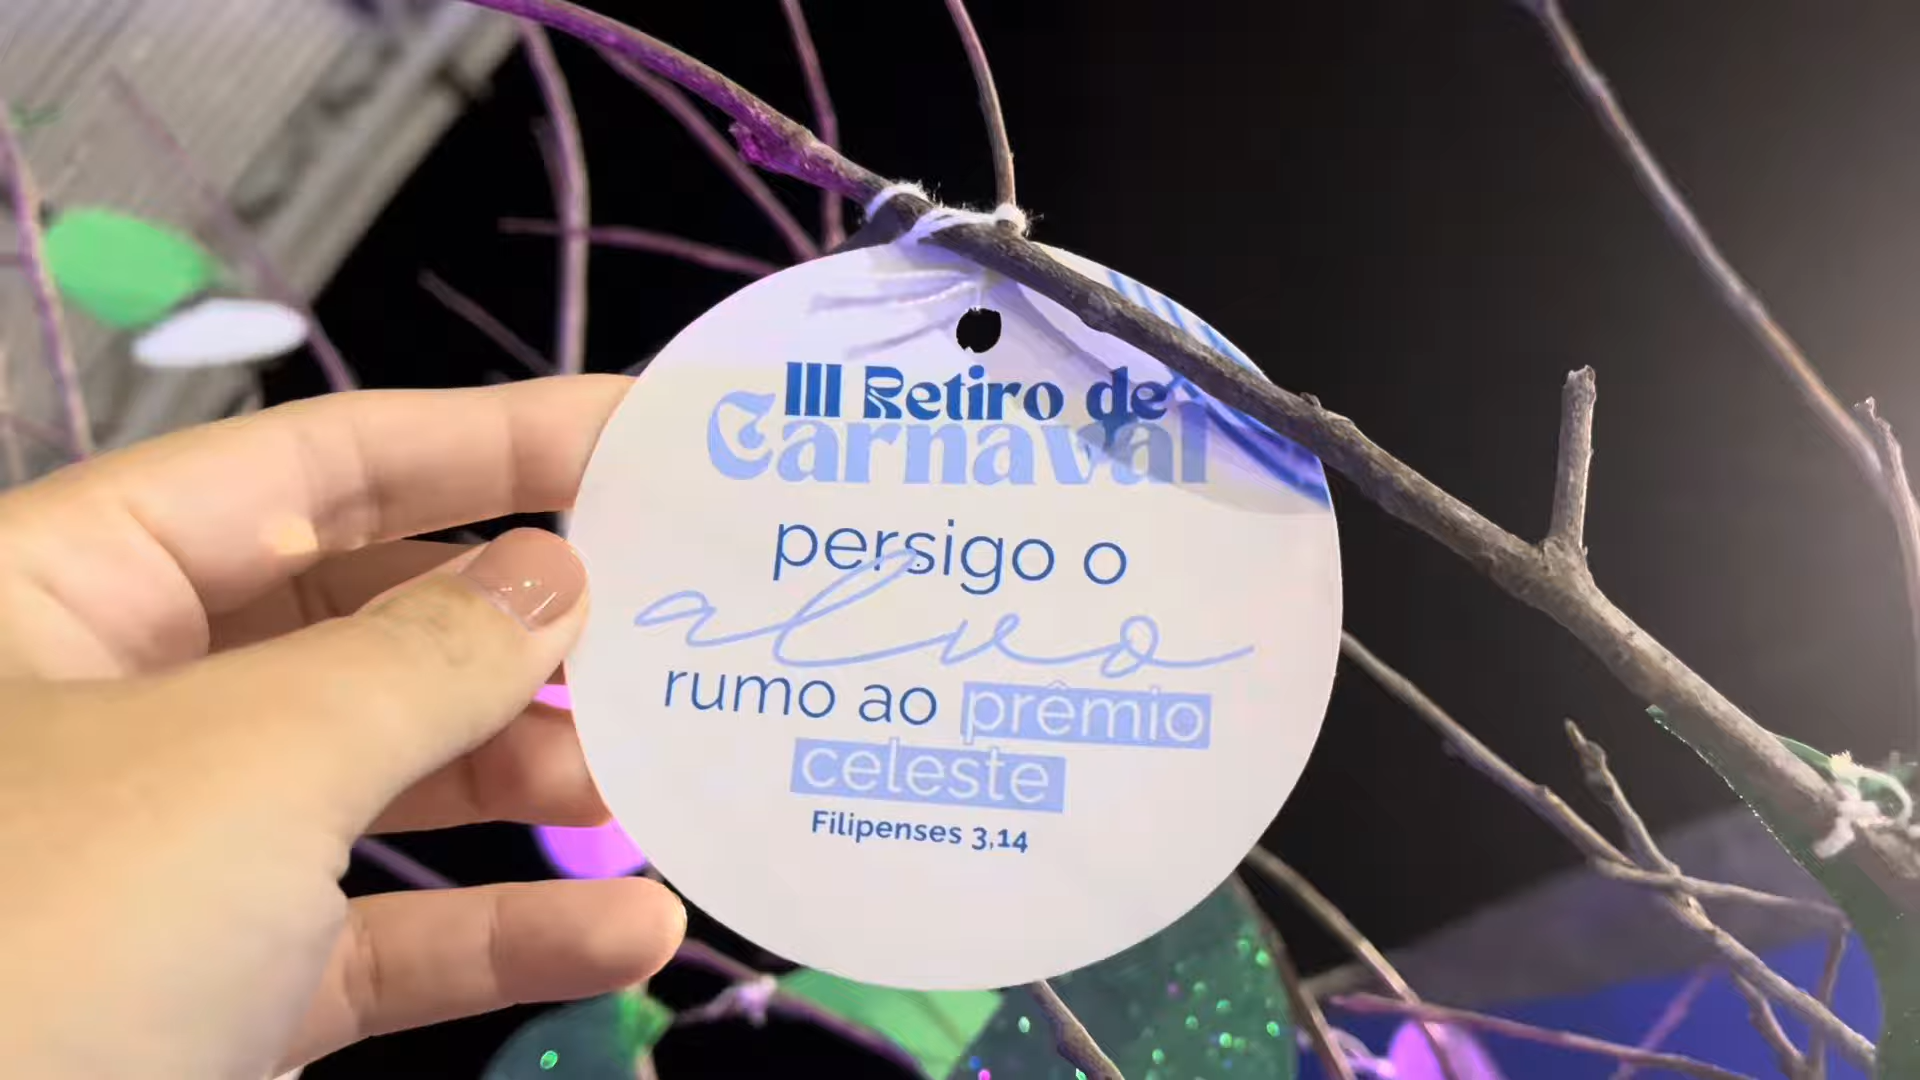 III Retiro de
Carnaval
persigo o
alvo
rumo ao prêmio
celeste
Filipenses 3,14